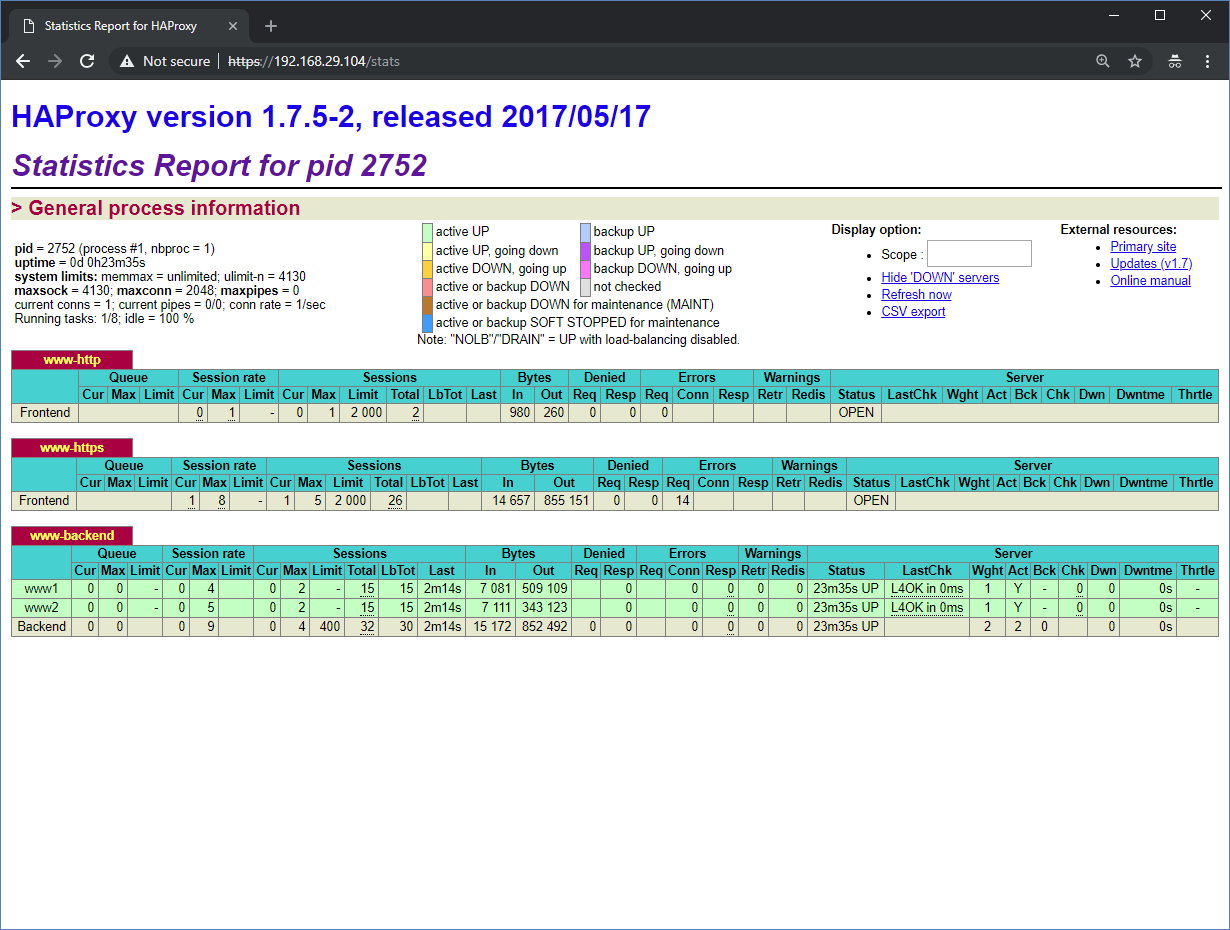 Statistics Report for HAProxy
Not secure | https://192.168.29.104/stats
HAProxy version 1.7.5-2, released 2017/05/17
Statistics Report for pid 2752
> General process information
pid = 2752 (process #1, nbproc = 1)
uptime = 0d 0h23m35s
system limits: memmax = unlimited; ulimit-n = 4130
maxsock = 4130; maxconn = 2048; maxpipes = 0
current conns = 1; current pipes = 0/0; conn rate = 1/sec
Running tasks: 1/8; idle = 100 %
active UP backup UP
active UP, going down backup UP, going down
active DOWN, going up backup DOWN, going up
active or backup DOWN not checked
active or backup DOWN for maintenance (MAINT)
active or backup SOFT STOPPED for maintenance
Note: "NOLB"/"DRAIN" = UP with load-balancing disabled.
Display option:
Scope :
Hide 'DOWN' servers
Refresh now
CSV export
External resources:
Primary site
Updates (v1.7)
Online manual
www-http
Queue Session rate Sessions Bytes Denied Errors Warnings Server
Cur Max Limit Cur Max Limit Cur Max Limit Total LbTot Last In Out Req Resp Req Conn Resp Retr Redis Status LastChk Wght Act Bck Chk Dwn Dwntme Thrtle
Frontend 0 1 - 0 1 2 000 2 980 260 0 0 0 OPEN
www-https
Queue Session rate Sessions Bytes Denied Errors Warnings Server
Cur Max Limit Cur Max Limit Cur Max Limit Total LbTot Last In Out Req Resp Req Conn Resp Retr Redis Status LastChk Wght Act Bck Chk Dwn Dwntme Thrtle
Frontend 1 8 - 1 5 2 000 26 14 657 855 151 0 0 14 OPEN
www-backend
Queue Session rate Sessions Bytes Denied Errors Warnings Server
Cur Max Limit Cur Max Limit Cur Max Limit Total LbTot Last In Out Req Resp Req Conn Resp Retr Redis Status LastChk Wght Act Bck Chk Dwn Dwntme Thrtle
www1 0 0 - 0 4 0 2 - 15 15 2m14s 7 081 509 109 0 0 0 0 0 23m35s UP L4OK in 0ms 1 Y - 0 0 0s -
www2 0 0 - 0 5 0 2 - 15 15 2m14s 7 111 343 123 0 0 0 0 0 23m35s UP L4OK in 0ms 1 Y - 0 0 0s -
Backend 0 0 0 9 0 4 400 32 30 2m14s 15 172 852 492 0 0 0 0 0 0 23m35s UP 2 2 0 0 0s